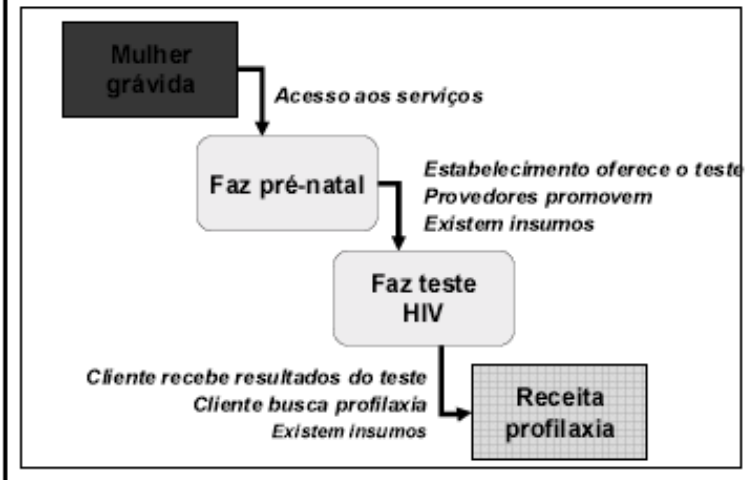 Mulher
grávida
Acesso aos serviços
Faz pré-natal
Estabelecimento oferece o teste
Provedores promovem
Existem insumos
Faz teste
HIV
Cliente recebe resultados do teste
Cliente busca profilaxia
Existem insumos
Receita
profilaxia